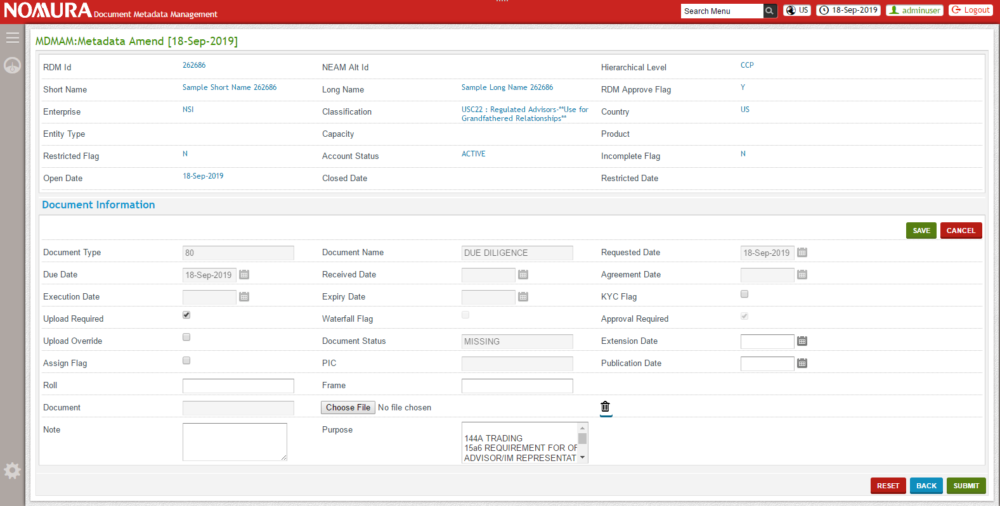 NOMURA Document Metadata Management
Search Menu
US
18-Sep-2019
adminuser
Logout
MDMAM:Metadata Amend [18-Sep-2019]
RDM Id 262686 NEAM Alt Id Hierarchical Level CCP
Short Name Sample Short Name 262686 Long Name Sample Long Name 262686 RDM Approve Flag Y
Enterprise NSI Classification USC22 : Regulated Advisors-**Use for
Grandfathered Relationships** Country US
Entity Type Capacity Product
Restricted Flag N Account Status ACTIVE Incomplete Flag N
Open Date 18-Sep-2019 Closed Date Restricted Date
Document Information
SAVE CANCEL
Document Type 80 Document Name DUE DILIGENCE Requested Date 18-Sep-2019
Due Date 18-Sep-2019 Received Date Agreement Date
Execution Date Expiry Date KYC Flag
Upload Required Waterfall Flag Approval Required
Upload Override Document Status MISSING Extension Date
Assign Flag PIC Publication Date
Roll Frame
Document Choose File No file chosen
Note Purpose
144A TRADING
15a6 REQUIREMENT FOR OF
ADVISOR/IM REPRESENTAT
RESET BACK SUBMIT